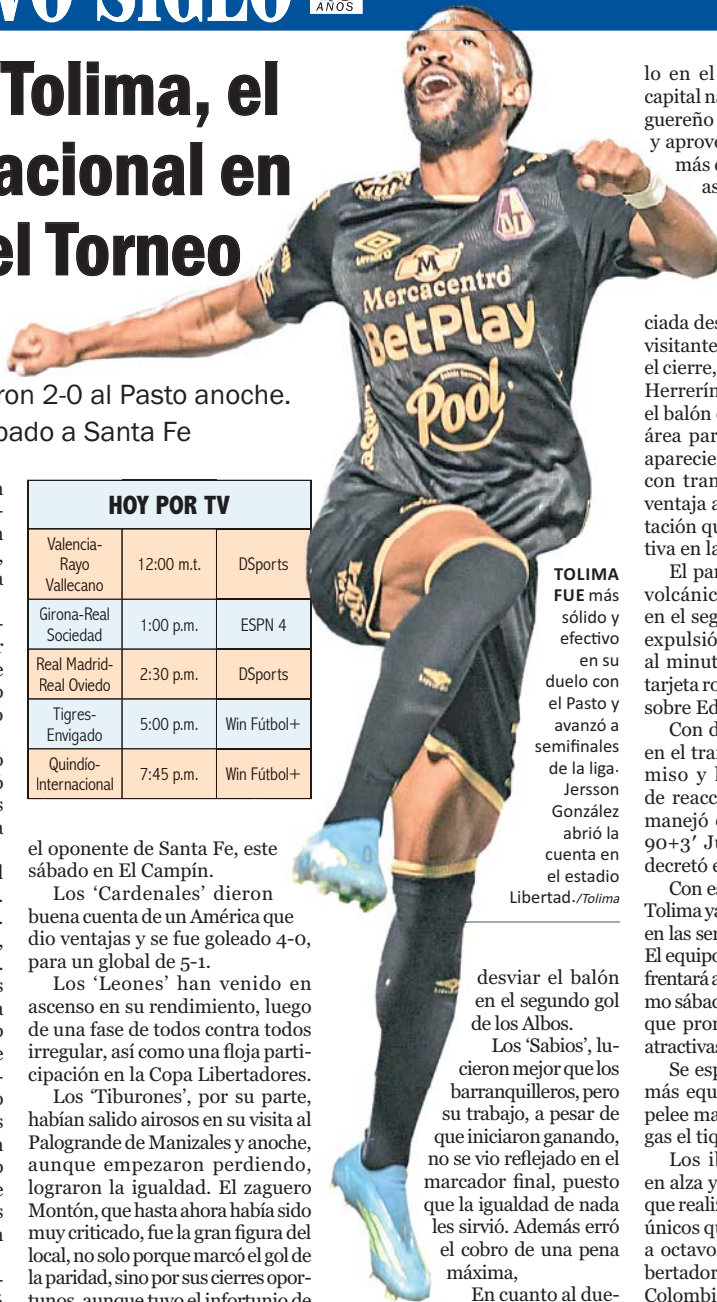 VO SIGLO
AÑOS
Tolima, el
acional en
el Torneo
ron 2-0 al Pasto anoche.
bado a Santa Fe
HOY POR TV
Valencia-
Rayo
Vallecano
12:00 m.t.
DSports
Girona-Real
Sociedad
1:00 p.m.
ESPN 4
Real Madrid-
Real Oviedo
2:30 p.m.
DSports
Tigres-
Envigado
5:00 p.m.
Win Fútbol+
Quindío-
Internacional
7:45 p.m.
Win Fútbol+
el oponente de Santa Fe, este
sábado en El Campín.
Los ‘Cardenales’ dieron
buena cuenta de un América que
dio ventajas y se fue goleado 4-0,
para un global de 5-1.
Los ‘Leones’ han venido en
ascenso en su rendimiento, luego
de una fase de todos contra todos
irregular, así como una floja parti-
cipación en la Copa Libertadores.
Los ‘Tiburones’, por su parte,
habían salido airosos en su visita al
Palogrande de Manizales y anoche,
aunque empezaron perdiendo,
lograron la igualdad. El zaguero
Montón, que hasta ahora había sido
muy criticado, fue la gran figura del
local, no solo porque marcó el gol de
la paridad, sino por sus cierres opor-
tunos, aunque tuvo el infortunio de
umbro
M
Mercacentro
BetPlay
Pool
DT
TOLIMA
FUE más
sólido y
efectivo
en su
duelo con
el Pasto y
avanzó a
semifinales
de la liga.
Jersson
González
abrió la
cuenta en
el estadio
Libertad./Tolima
desviar el balón
en el segundo gol
de los Albos.
Los ‘Sabios’, lu-
cieron mejor que los
barranquilleros, pero
su trabajo, a pesar de
que iniciaron ganando,
no se vio reflejado en el
marcador final, puesto
que la igualdad de nada
les sirvió. Además erró
el cobro de una pena
máxima,
En cuanto al due-
lo en el
capital na
guereño
y aprove
más
as
ciada des
visitante
el cierre,
Herrerín
el balón
área par
aparecie
con tran
ventaja a
tación qu
tiva en la
El par
volcánic
en el seg
expulsió
al minut
tarjeta ro
sobre Ed
Con d
en el tra
miso y l
de reacc
manejó
90+3′ Ju
decretó e
Con es
Tolima ya
en las ser
El equipo
frentará a
mo sábad
que pron
atractivas
Se esp
más equ
pelee ma
gas el tiq
Los il
en alza y
que realiz
únicos qu
a octavo
bertador
Colombi